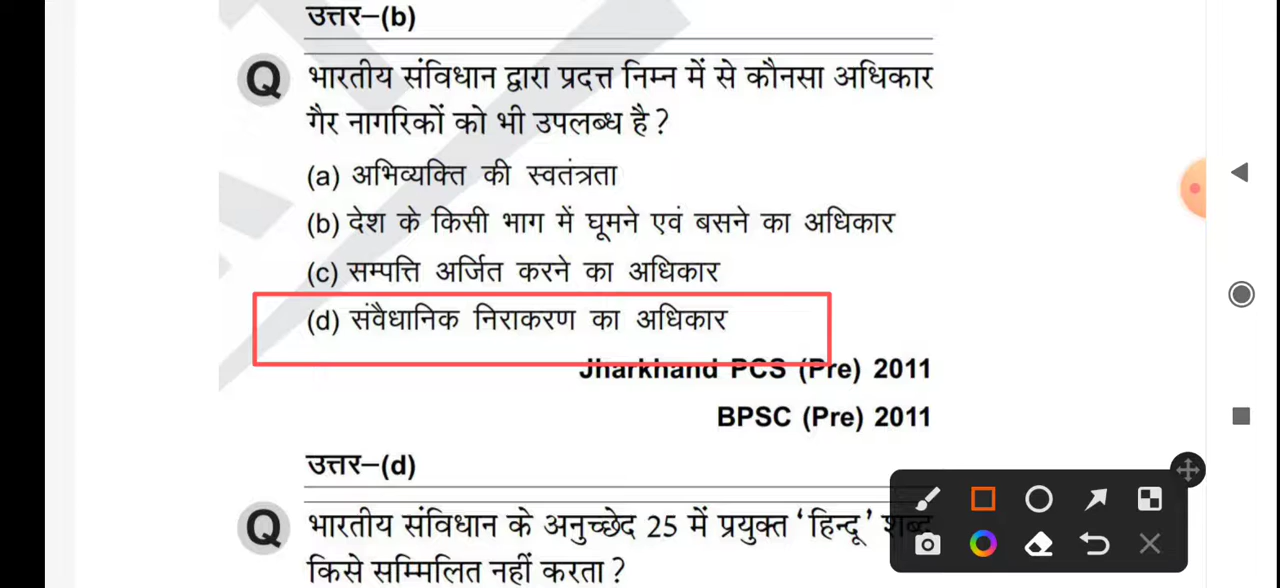 उत्तर–(b)
Q भारतीय संविधान द्वारा प्रदत्त निम्न में से कौनसा अधिकार
गैर नागरिकों को भी उपलब्ध है ?
(a) अभिव्यक्ति की स्वतंत्रता
(b) देश के किसी भाग में घूमने एवं बसने का अधिकार
(c) सम्पत्ति अर्जित करने का अधिकार
(d) संवैधानिक निराकरण का अधिकार
Jharkhand PCS (Pre) 2011
BPSC (Pre) 2011
उत्तर–(d)
Q भारतीय संविधान के अनुच्छेद 25 में प्रयुक्त ‘हिन्दू’ शब्द
किसे सम्मिलित नहीं करता ?